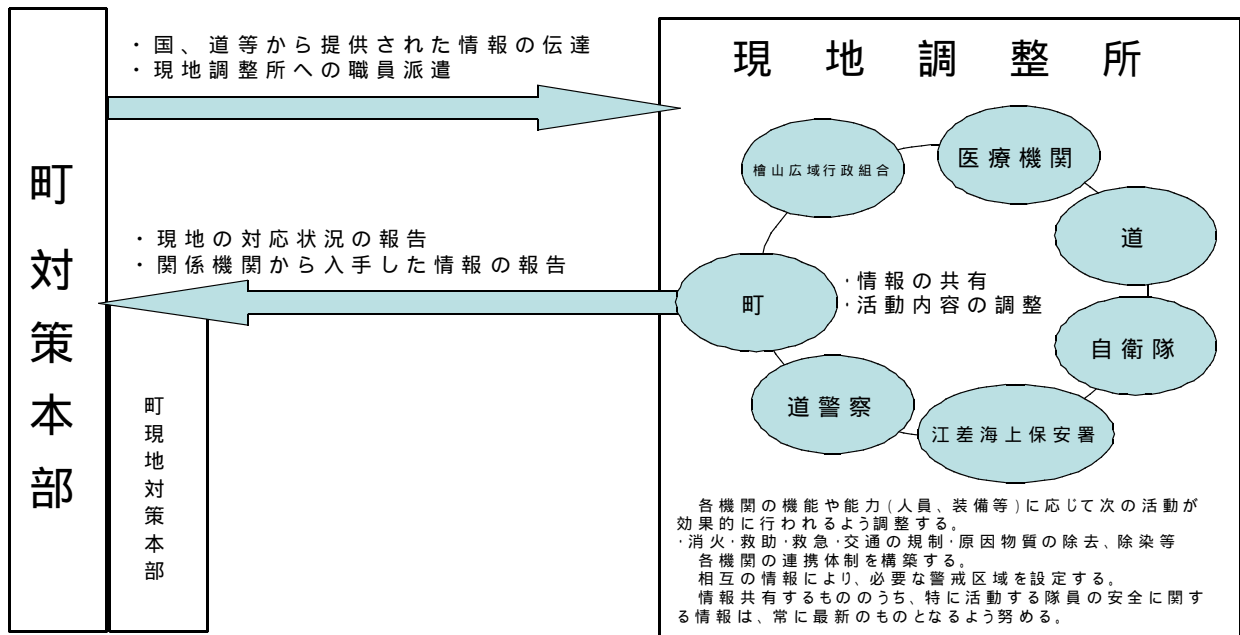 町対策本部
・国、道等から提供された情報の伝達
・現地調整所への職員派遣
・現地の対応状況の報告
・関係機関から入手した情報の報告
町現地対策本部
現地調整所
檜山広域行政組合
医療機関
道
自衛隊
江差海上保安署
道警察
町
・情報の共有
・活動内容の調整
各機関の機能や能力(人員、装備等)に応じて次の活動が
効果的に行われるよう調整する。
・消火・救助・救急・交通の規制・原因物質の除去、除染等
各機関の連携体制を構築する。
相互の情報により、必要な警戒区域を設定する。
情報共有するもののうち、特に活動する隊員の安全に関す
る情報は、常に最新のものとなるよう努める。